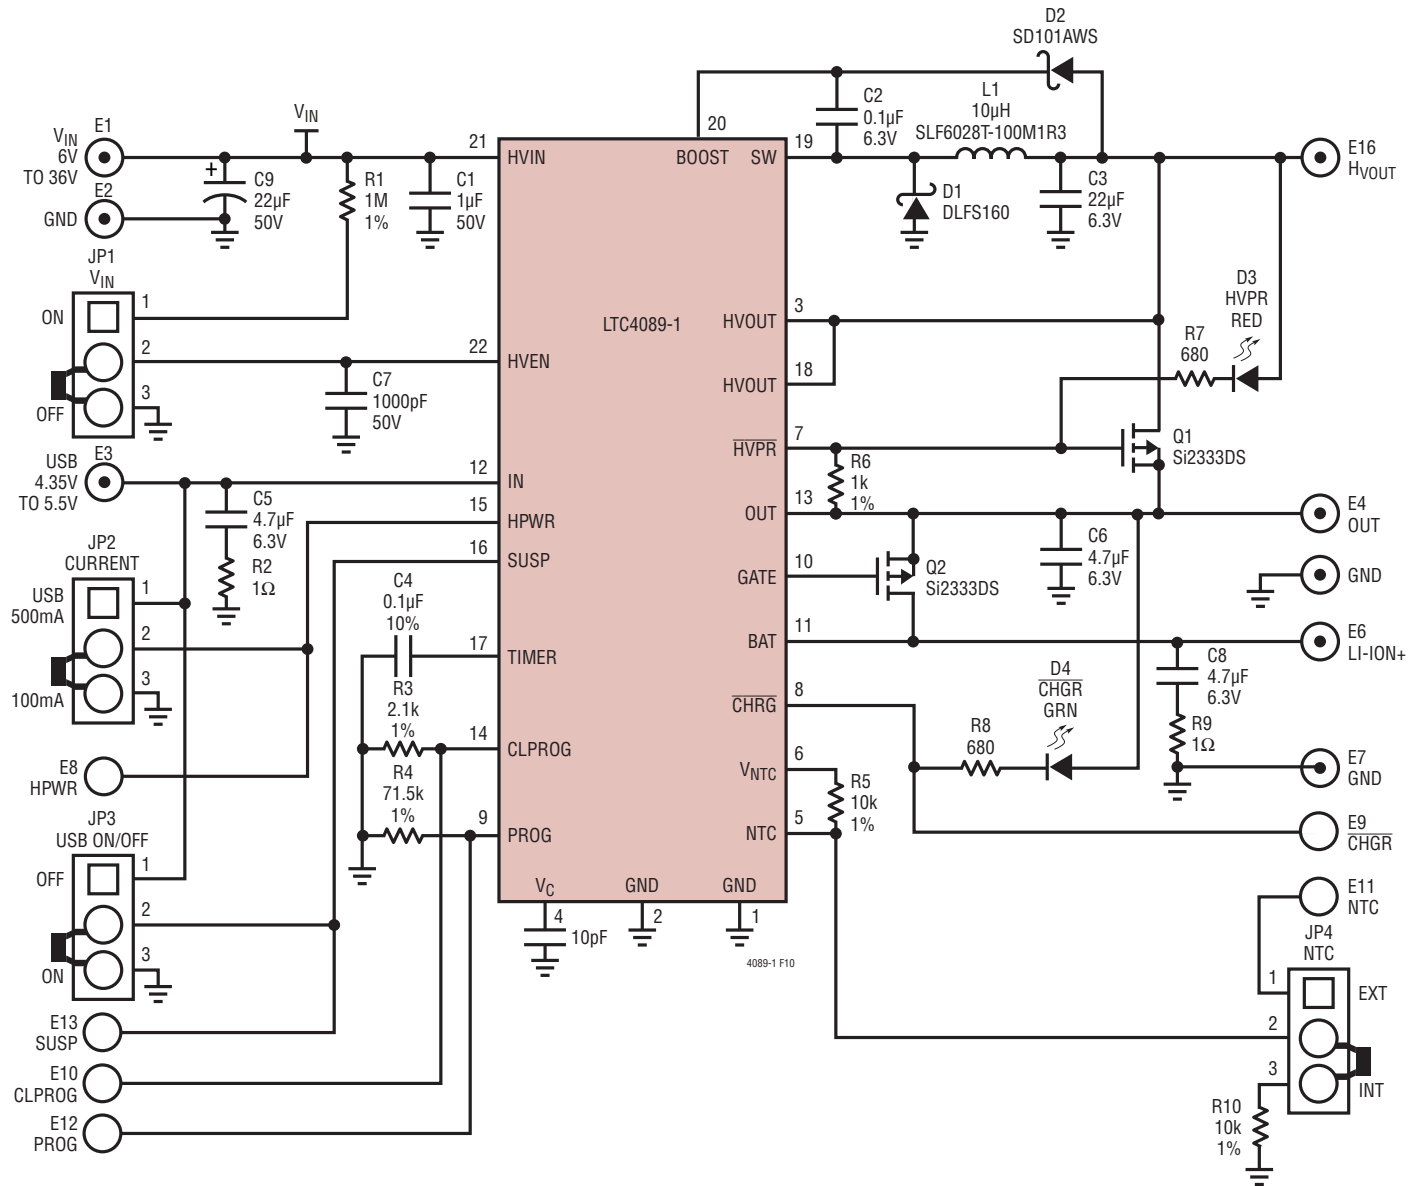 D2
SD101AWS
L1
10µH
SLF6028T-100M1R3
C2
0.1µF
6.3V
20
BOOST
SW
19
E1
VIN
6V
TO 36V
VIN
21
HVIN
E16
HVOUT
E2
GND
+
C9
22µF
50V
R1
1M
1%
C1
1µF
50V
D1
DLFS160
C3
22µF
6.3V
JP1
VIN
ON
1
2
3
OFF
22
HVEN
C7
1000pF
50V
LTC4089-1
3
HVOUT
18
HVOUT
D3
HVPR
RED
R7
680
7
HVPR
Q1
Si2333DS
R6
1k
1%
E3
USB
4.35V
TO 5.5V
12
IN
15
HPWR
16
SUSP
C5
4.7µF
6.3V
R2
1Ω
13
OUT
E4
OUT
C6
4.7µF
6.3V
10
GATE
Q2
Si2333DS
GND
JP2
CURRENT
USB
500mA
1
2
3
100mA
C4
0.1µF
10%
17
TIMER
11
BAT
E6
LI-ION+
C8
4.7µF
6.3V
R9
1Ω
R3
2.1k
1%
14
CLPROG
8
CHRG
D4
CHGR
GRN
R8
680
E8
HPWR
R4
71.5k
1%
9
PROG
6
VNTC
R5
10k
1%
5
NTC
E7
GND
E9
CHGR
JP3
USB ON/OFF
OFF
1
2
3
ON
VC
4
10pF
GND
2
GND
1
4089-1 F10
E11
NTC
JP4
NTC
1
EXT
2
3
INT
R10
10k
1%
E13
SUSP
E10
CLPROG
E12
PROG